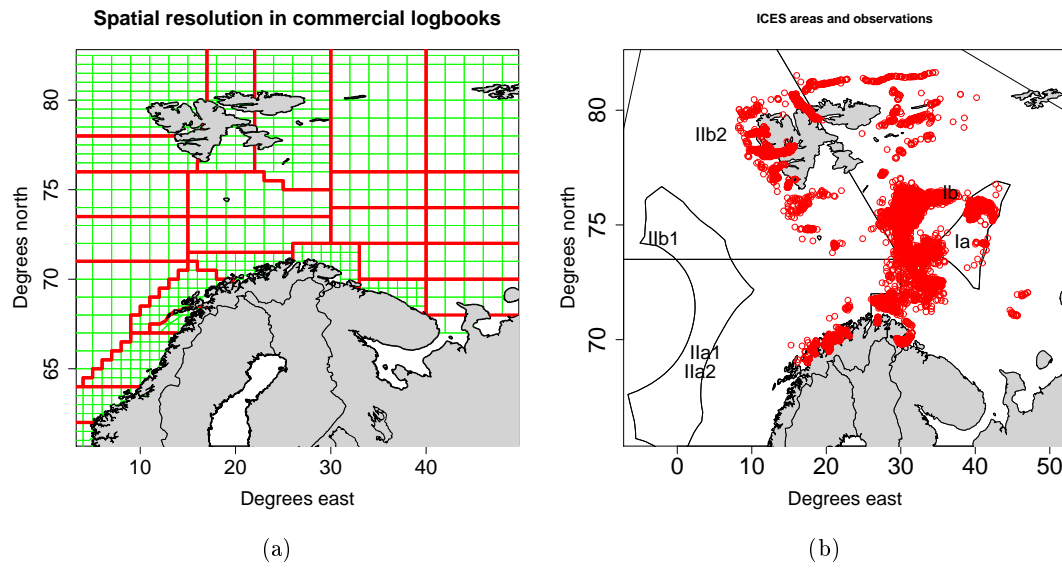 Spatial resolution in commercial logbooks
80
75
70
65
Degrees north
10
20
30
40
Degrees east
(a)
ICES areas and observations
80
75
70
Degrees north
IIb2
Ib
Ia
IIb1
IIa1
IIa2
0
10
20
30
40
50
Degrees east
(b)